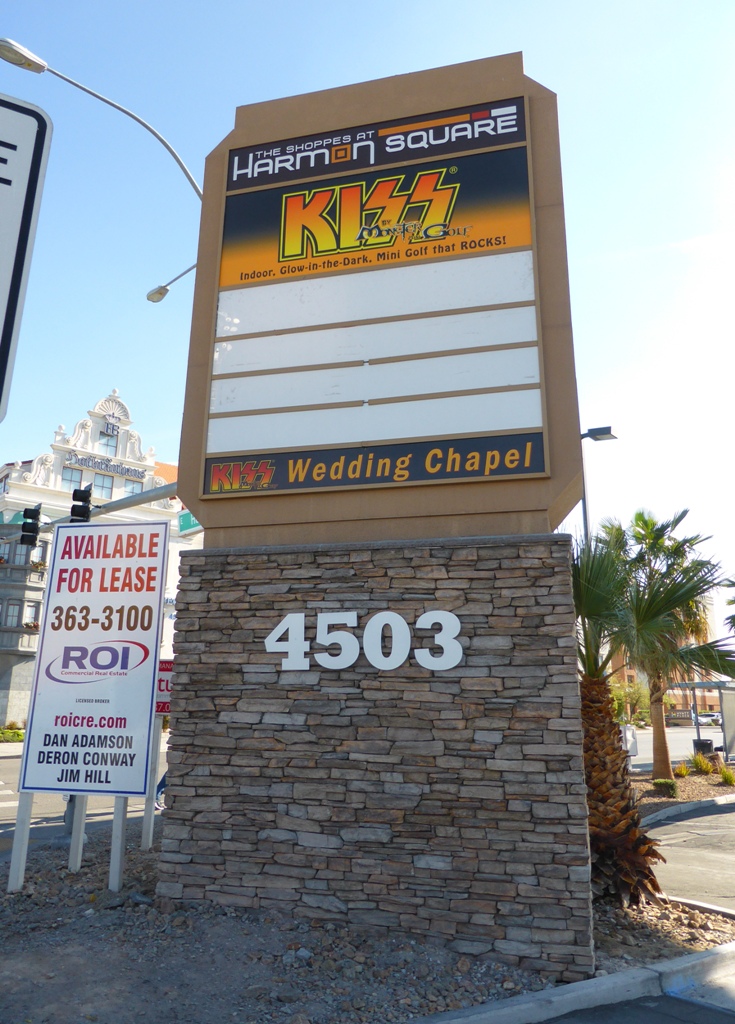 THE SHOPPES AT
HARMON SQUARE
KISS®
BY
MONSTER GOLF
Indoor, Glow-in-the-Dark, Mini Golf that ROCKS!
KISS Wedding Chapel
4503
AVAILABLE
FOR LEASE
363-3100
ROI
Commercial Real Estate
LICENSED BROKER
roicre.com
DAN ADAMSON
DERON CONWAY
JIM HILL